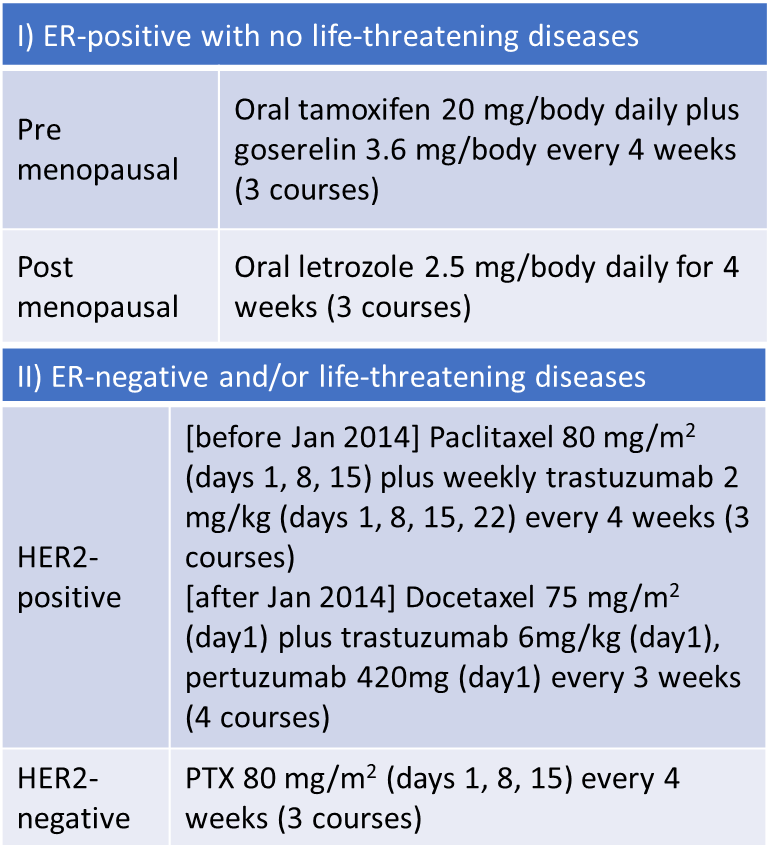 I) ER-positive with no life-threatening diseases
Pre
menopausal
Oral tamoxifen 20 mg/body daily plus
goserelin 3.6 mg/body every 4 weeks
(3 courses)
Post
menopausal
Oral letrozole 2.5 mg/body daily for 4
weeks (3 courses)
II) ER-negative and/or life-threatening diseases
HER2-
positive
[before Jan 2014] Paclitaxel 80 mg/m²
(days 1, 8, 15) plus weekly trastuzumab 2
mg/kg (days 1, 8, 15, 22) every 4 weeks (3
courses)
[after Jan 2014] Docetaxel 75 mg/m²
(day1) plus trastuzumab 6mg/kg (day1),
pertuzumab 420mg (day1) every 3 weeks
(4 courses)
HER2-
negative
PTX 80 mg/m² (days 1, 8, 15) every 4
weeks (3 courses)